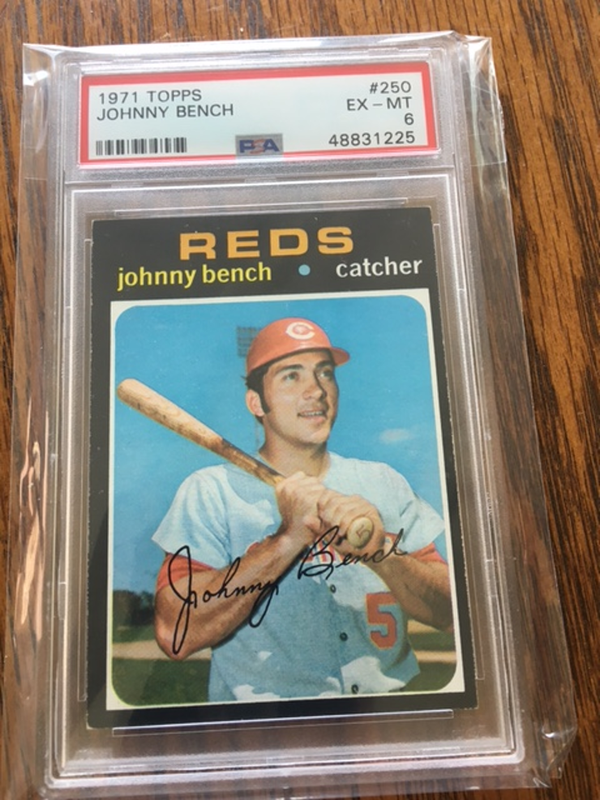 1971 TOPPS #250
JOHNNY BENCH EX - MT
6
PSA 48831225
REDS
johnny bench • catcher
C
Johnny Bench
5